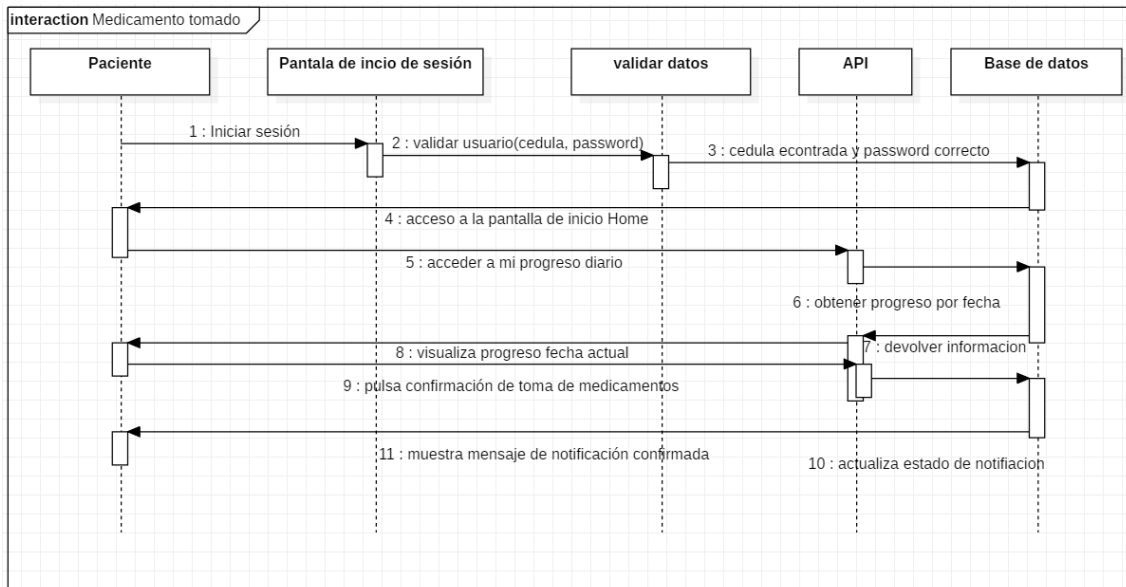 interaction Medicamento tomado
Paciente
Pantala de incio de sesión
validar datos
API
Base de datos
1 : Iniciar sesión
2 : validar usuario(cedula, password)
3 : cedula econtrada y password correcto
4 : acceso a la pantalla de inicio Home
5 : acceder a mi progreso diario
6 : obtener progreso por fecha
7 : devolver informacion
8 : visualiza progreso fecha actual
9 : pulsa confirmación de toma de medicamentos
11 : muestra mensaje de notificación confirmada
10 : actualiza estado de notifiacion